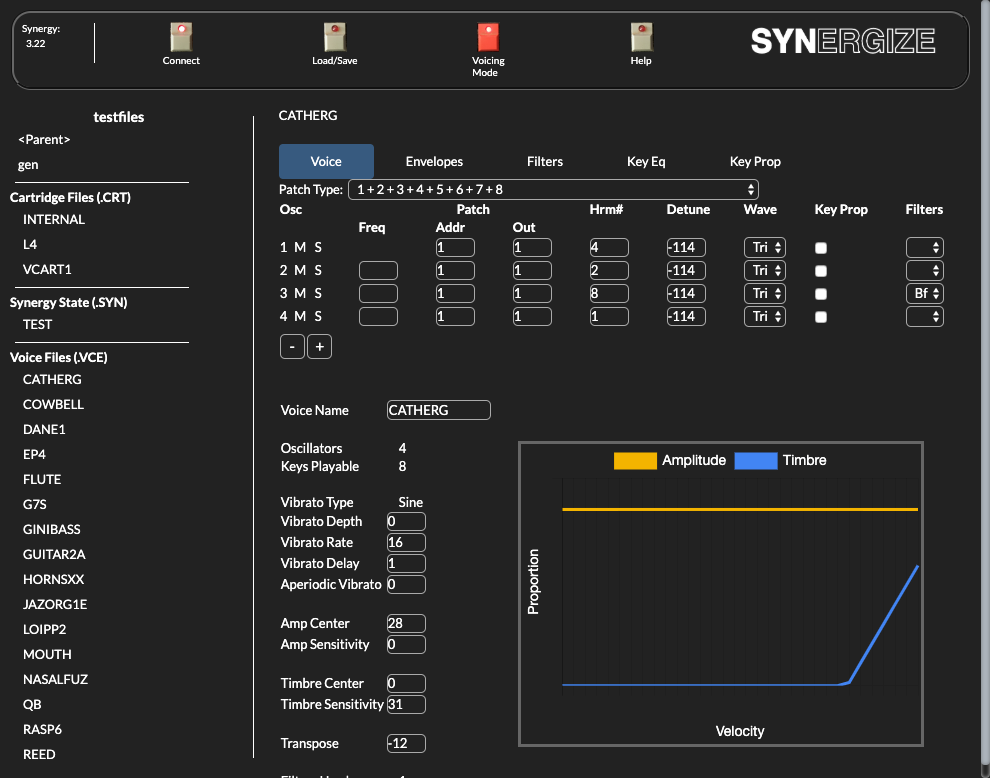 Synergy:
3.22
Connect
Load/Save
Voicing
Mode
Help
SYNERGIZE
testfiles
<Parent>
gen
Cartridge Files (.CRT)
INTERNAL
L4
VCART1
Synergy State (.SYN)
TEST
Voice Files (.VCE)
CATHERG
COWBELL
DANE1
EP4
FLUTE
G7S
GINIBASS
GUITAR2A
HORNSXX
JAZORG1E
LOIPP2
MOUTH
NASALFUZ
QB
RASP6
REED
CATHERG
Voice Envelopes Filters Key Eq Key Prop
Patch Type: 1 + 2 + 3 + 4 + 5 + 6 + 7 + 8
Osc Patch Hrm# Detune Wave Key Prop Filters
Freq Addr Out
1 M S 1 1 4 -114 Tri
2 M S 1 1 2 -114 Tri
3 M S 1 1 8 -114 Tri Bf
4 M S 1 1 1 -114 Tri
- +
Voice Name CATHERG
Oscillators 4
Keys Playable 8
Vibrato Type Sine
Vibrato Depth 0
Vibrato Rate 16
Vibrato Delay 1
Aperiodic Vibrato 0
Amp Center 28
Amp Sensitivity 0
Timbre Center 0
Timbre Sensitivity 31
Transpose -12
Amplitude Timbre
Proportion
Velocity